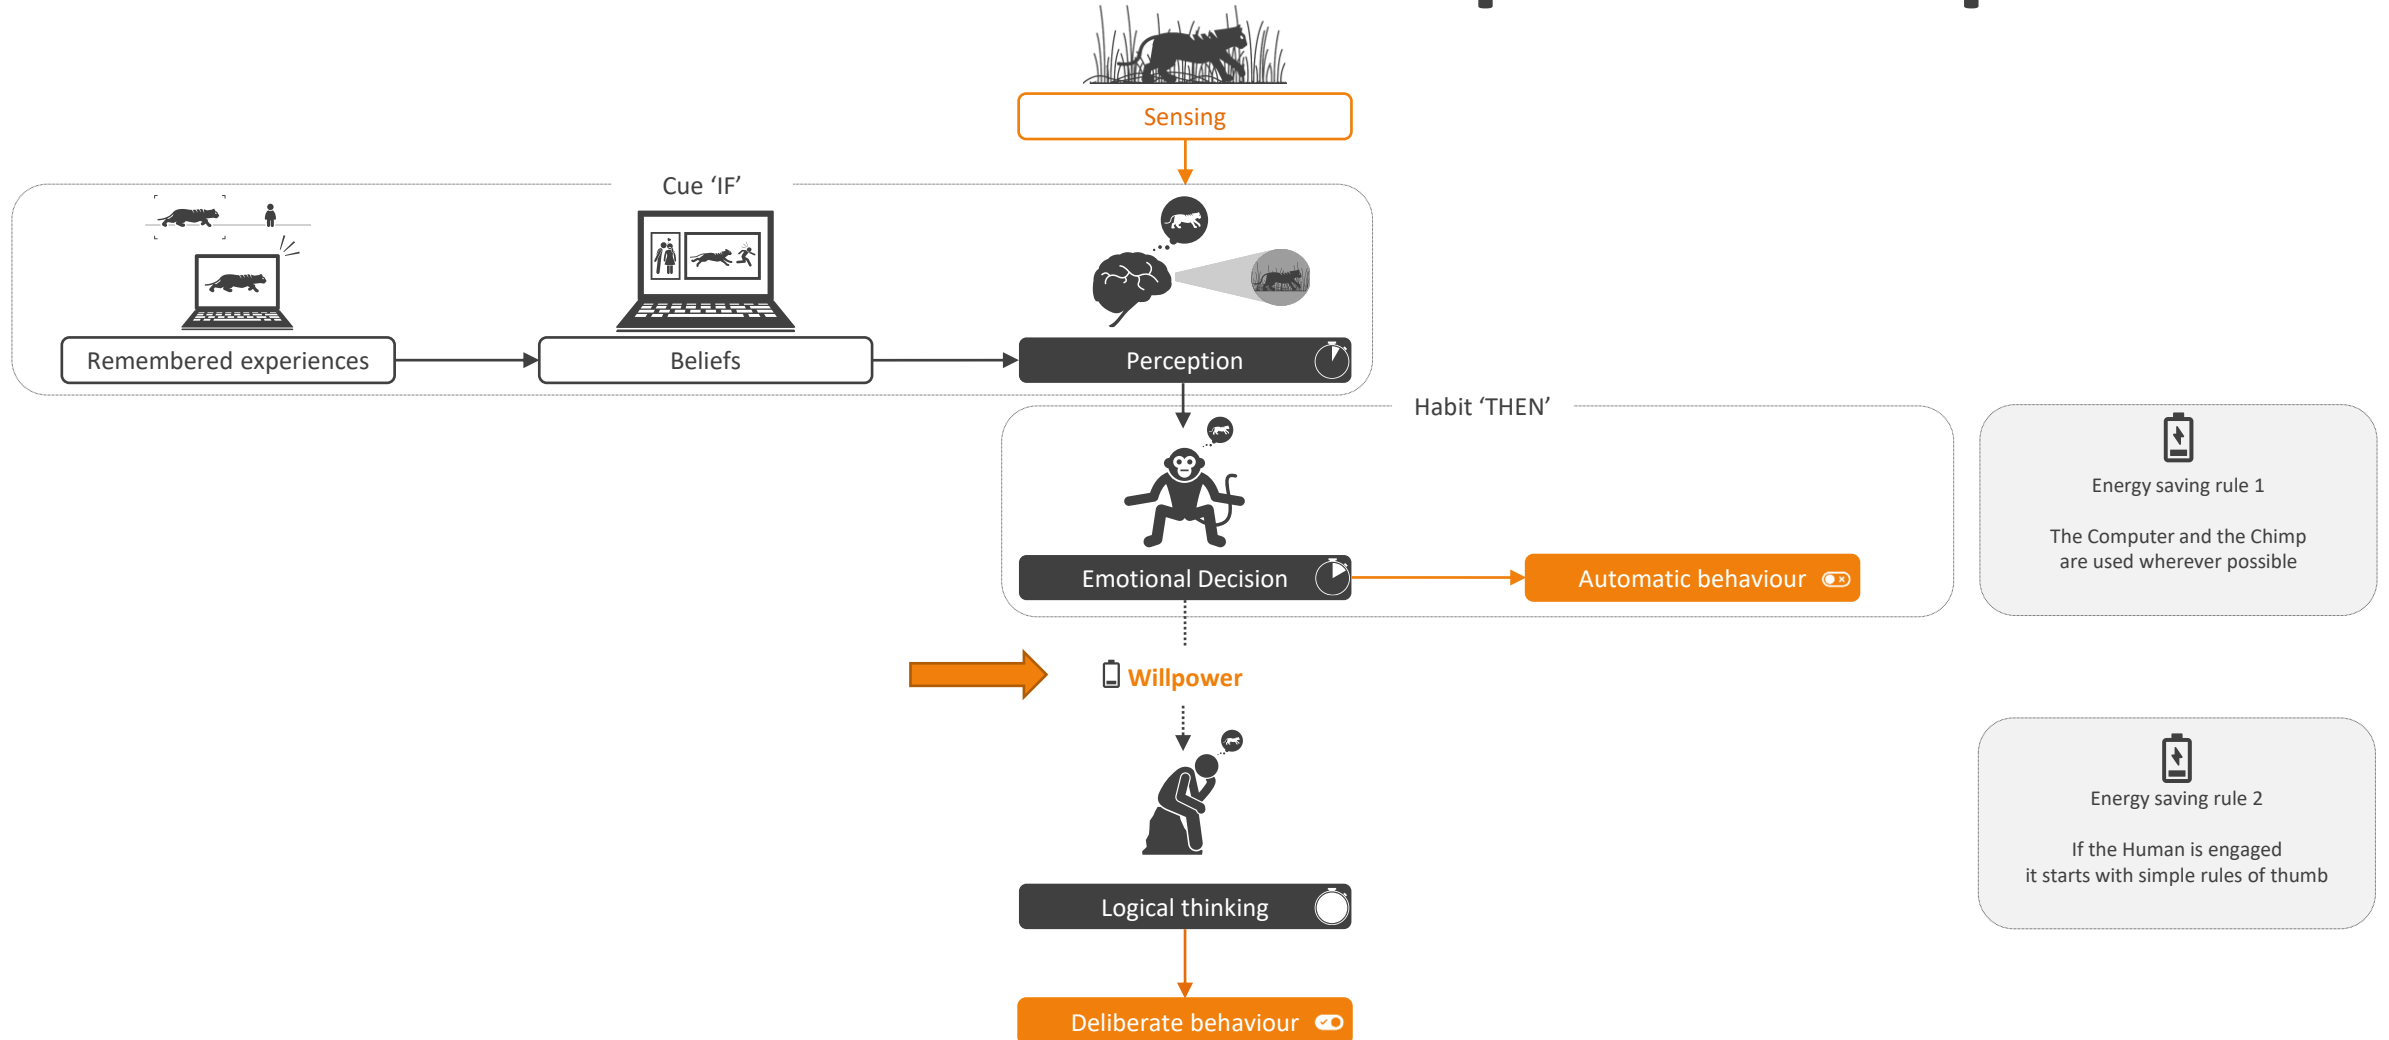 Sensing
Cue ‘IF’
Remembered experiences
Beliefs
Perception
Habit ‘THEN’
Energy saving rule 1
The Computer and the Chimp
are used wherever possible
Emotional Decision
Automatic behaviour
Willpower
Energy saving rule 2
If the Human is engaged
it starts with simple rules of thumb
Logical thinking
Deliberate behaviour